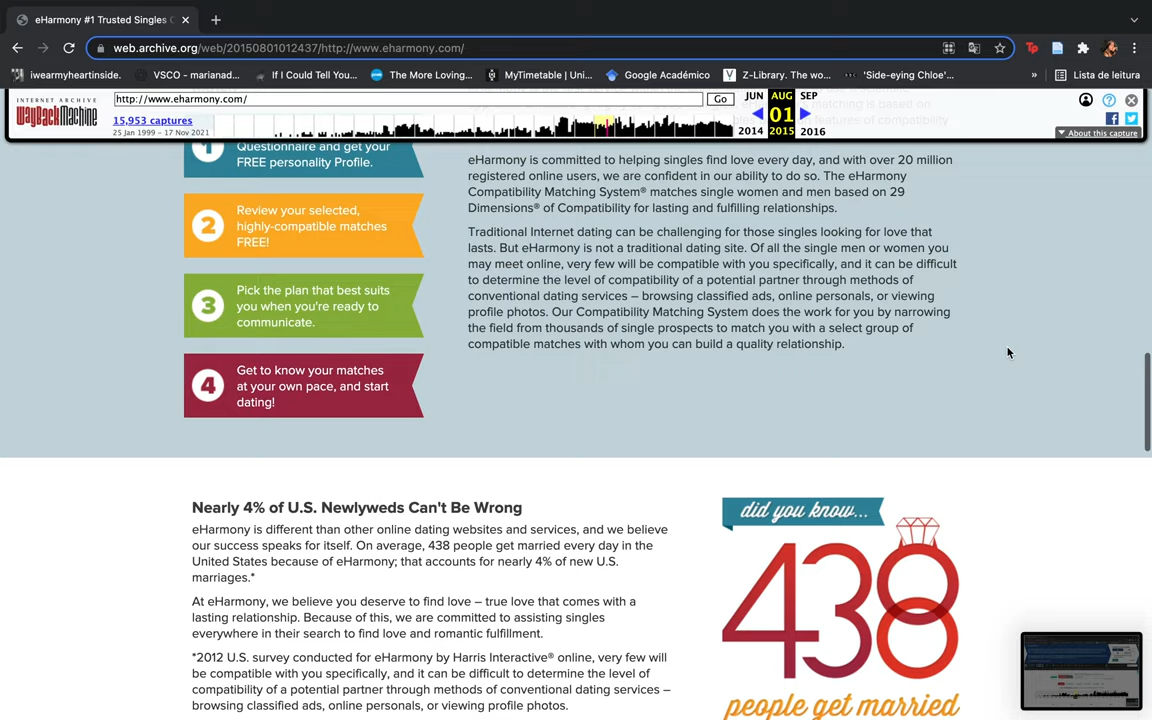 eHarmony #1 Trusted Singles
web.archive.org/web/20150801012437/http://www.eharmony.com/
iwearmyheartinside.
VSCO — marianad...
If I Could Tell You...
The More Loving...
MyTimetable | Uni...
Google Académico
Z-Library. The wo...
'Side-eying Chloe'...
»
Lista de leitura
INTERNET ARCHIVE
WayBackMachine
http://www.eharmony.com/
Go
JUN AUG SEP
01
2014 2015 2016
15,953 captures
25 Jan 1999 – 17 Nov 2021
About this capture
1
Questionnaire and get your
FREE personality Profile.
2
Review your selected,
highly-compatible matches
FREE!
3
Pick the plan that best suits
you when you're ready to
communicate.
4
Get to know your matches
at your own pace, and start
dating!
eHarmony is committed to helping singles find love every day, and with over 20 million
registered online users, we are confident in our ability to do so. The eHarmony
Compatibility Matching System® matches single women and men based on 29
Dimensions® of Compatibility for lasting and fulfilling relationships.
Traditional Internet dating can be challenging for those singles looking for love that
lasts. But eHarmony is not a traditional dating site. Of all the single men or women you
may meet online, very few will be compatible with you specifically, and it can be difficult
to determine the level of compatibility of a potential partner through methods of
conventional dating services – browsing classified ads, online personals, or viewing
profile photos. Our Compatibility Matching System does the work for you by narrowing
the field from thousands of single prospects to match you with a select group of
compatible matches with whom you can build a quality relationship.
Nearly 4% of U.S. Newlyweds Can't Be Wrong
eHarmony is different than other online dating websites and services, and we believe
our success speaks for itself. On average, 438 people get married every day in the
United States because of eHarmony; that accounts for nearly 4% of new U.S.
marriages.*
At eHarmony, we believe you deserve to find love – true love that comes with a
lasting relationship. Because of this, we are committed to assisting singles
everywhere in their search to find love and romantic fulfillment.
*2012 U.S. survey conducted for eHarmony by Harris Interactive® online, very few will
be compatible with you specifically, and it can be difficult to determine the level of
compatibility of a potential partner through methods of conventional dating services –
browsing classified ads, online personals, or viewing profile photos.
did you know...
438
people get married